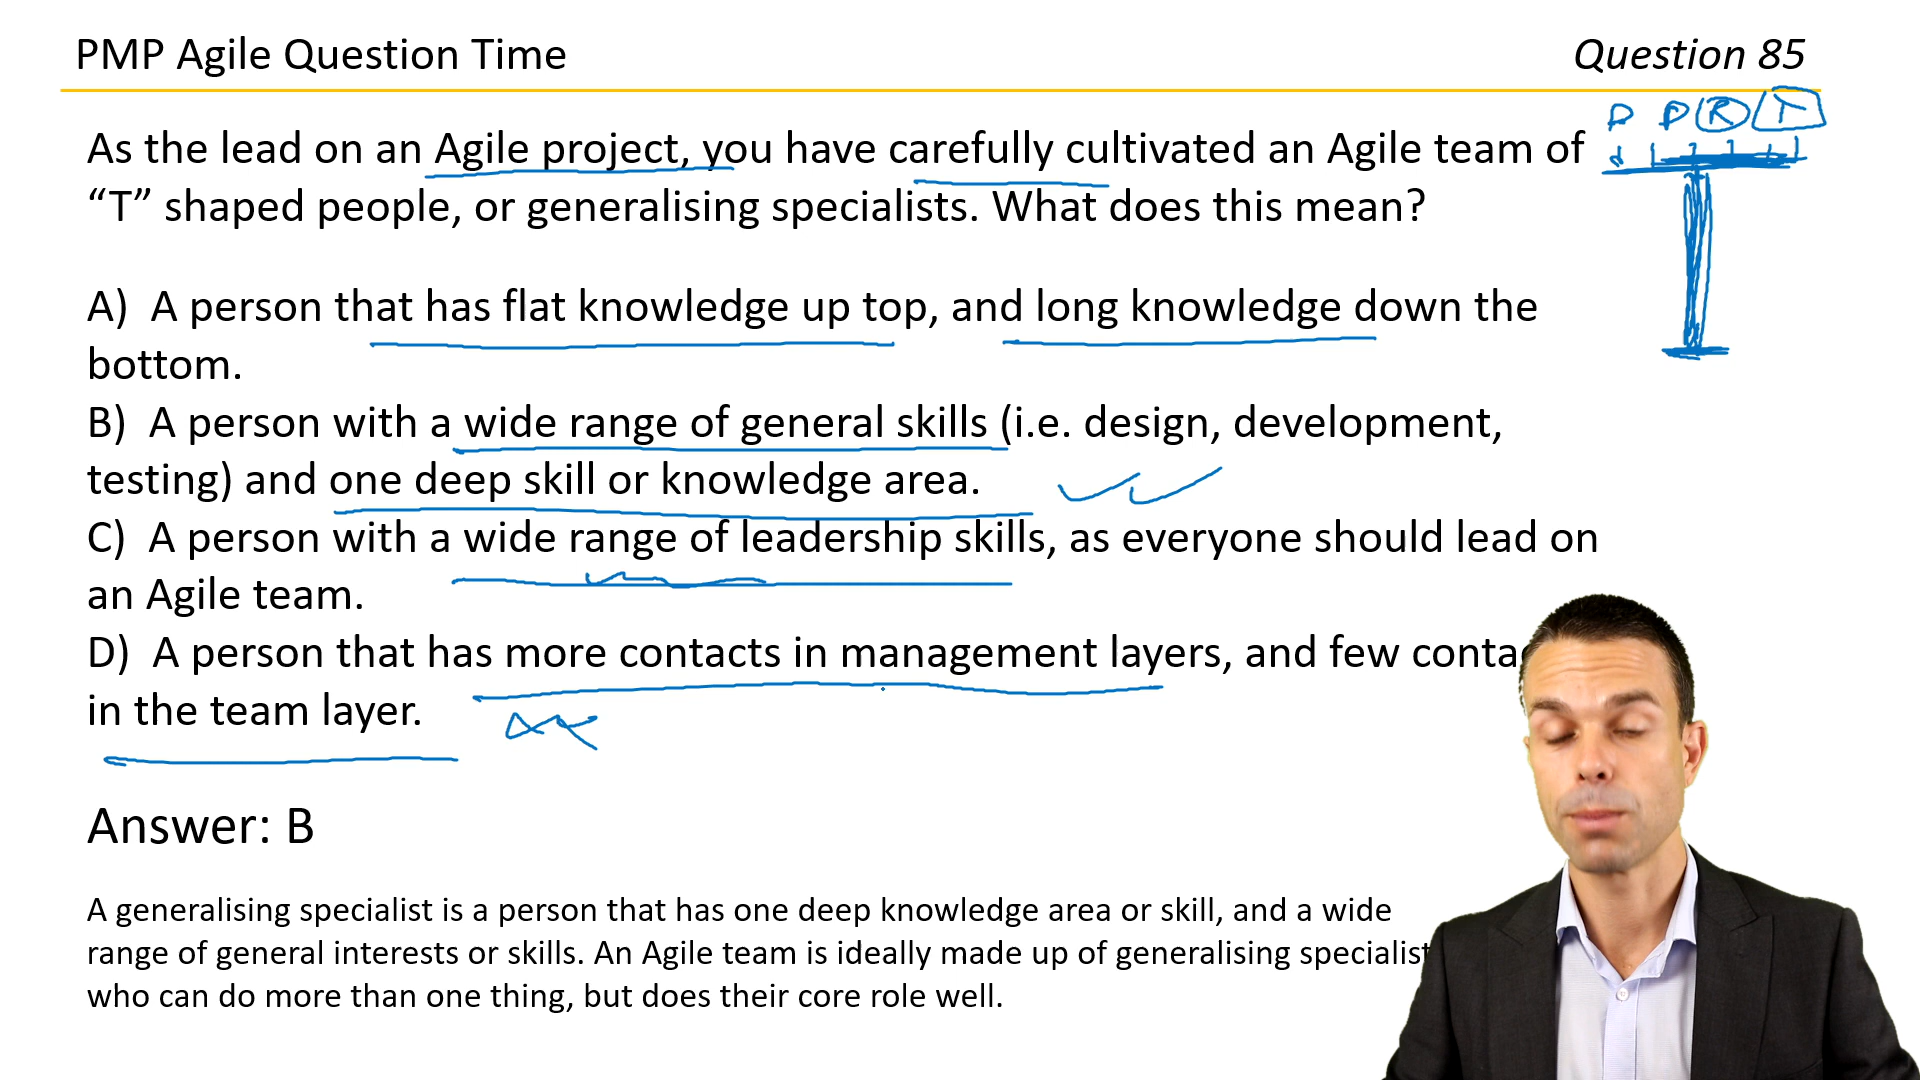 PMP Agile Question Time
Question 85
D D R T
As the lead on an Agile project, you have carefully cultivated an Agile team of
“T” shaped people, or generalising specialists. What does this mean?
A) A person that has flat knowledge up top, and long knowledge down the
bottom.
B) A person with a wide range of general skills (i.e. design, development,
testing) and one deep skill or knowledge area.
C) A person with a wide range of leadership skills, as everyone should lead on
an Agile team.
D) A person that has more contacts in management layers, and few
in the team layer.
Answer: B
A generalising specialist is a person that has one deep knowledge area or skill, and a wide
range of general interests or skills. An Agile team is ideally made up of generalising specialist
who can do more than one thing, but does their core role well.